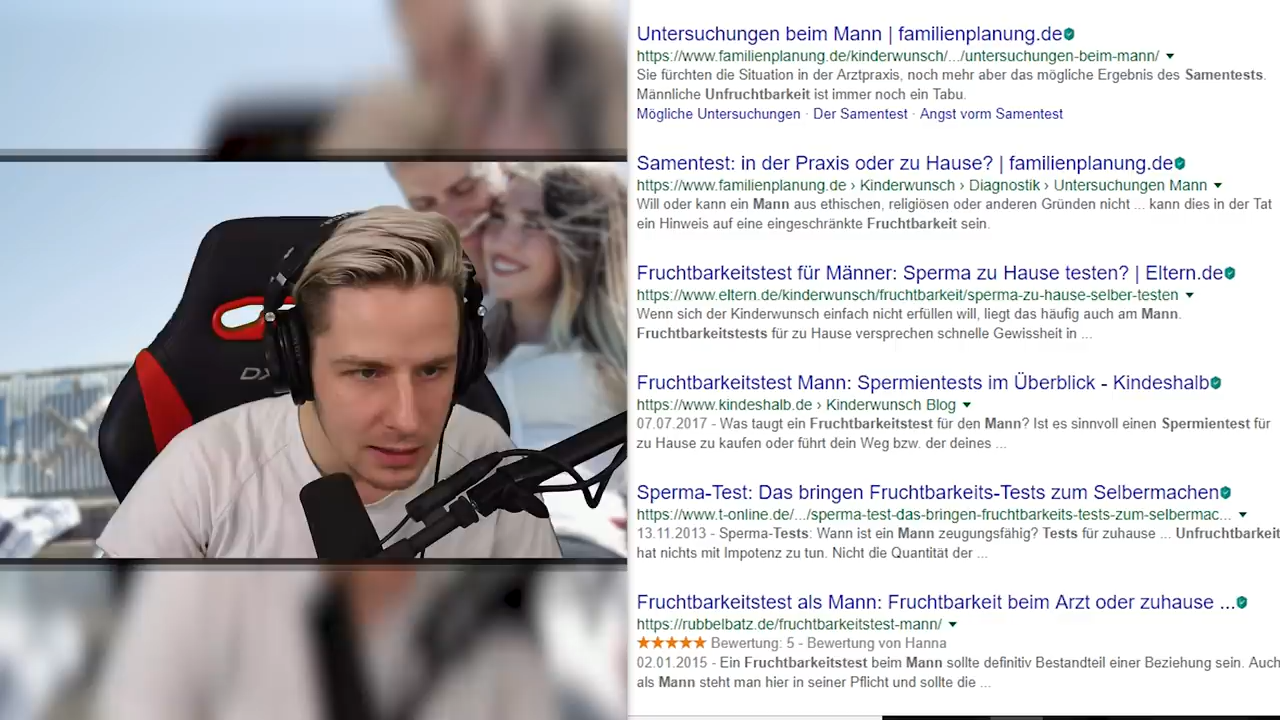 Untersuchungen beim Mann | familienplanung.de
https://www.familienplanung.de/kinderwunsch/.../untersuchungen-beim-mann/
Sie fürchten die Situation in der Arztpraxis, noch mehr aber das mögliche Ergebnis des Samentests.
Männliche Unfruchtbarkeit ist immer noch ein Tabu.
Mögliche Untersuchungen · Der Samentest · Angst vorm Samentest
Samentest: in der Praxis oder zu Hause? | familienplanung.de
https://www.familienplanung.de › Kinderwunsch › Diagnostik › Untersuchungen Mann
Will oder kann ein Mann aus ethischen, religiösen oder anderen Gründen nicht ... kann dies in der Tat
ein Hinweis auf eine eingeschränkte Fruchtbarkeit sein.
Fruchtbarkeitstest für Männer: Sperma zu Hause testen? | Eltern.de
https://www.eltern.de/kinderwunsch/fruchtbarkeit/sperma-zu-hause-selber-testen
Wenn sich der Kinderwunsch einfach nicht erfüllen will, liegt das häufig auch am Mann.
Fruchtbarkeitstests für zu Hause versprechen schnelle Gewissheit in ...
Fruchtbarkeitstest Mann: Spermientests im Überblick - Kindeshalb
https://www.kindeshalb.de › Kinderwunsch Blog
07.07.2017 - Was taugt ein Fruchtbarkeitstest für den Mann? Ist es sinnvoll einen Spermientest für
zu Hause zu kaufen oder führt dein Weg bzw. der deines ...
Sperma-Test: Das bringen Fruchtbarkeits-Tests zum Selbermachen
https://www.t-online.de/.../sperma-test-das-bringen-fruchtbarkeits-tests-zum-selbermac...
13.11.2013 - Sperma-Tests: Wann ist ein Mann zeugungsfähig? Tests für zuhause ... Unfruchtbarkeit
hat nichts mit Impotenz zu tun. Nicht die Quantität der ...
Fruchtbarkeitstest als Mann: Fruchtbarkeit beim Arzt oder zuhause ...
https://rubbelbatz.de/fruchtbarkeitstest-mann/
Bewertung: 5 - Bewertung von Hanna
02.01.2015 - Ein Fruchtbarkeitstest beim Mann sollte definitiv Bestandteil einer Beziehung sein. Auch
als Mann steht man hier in seiner Pflicht und sollte die ...